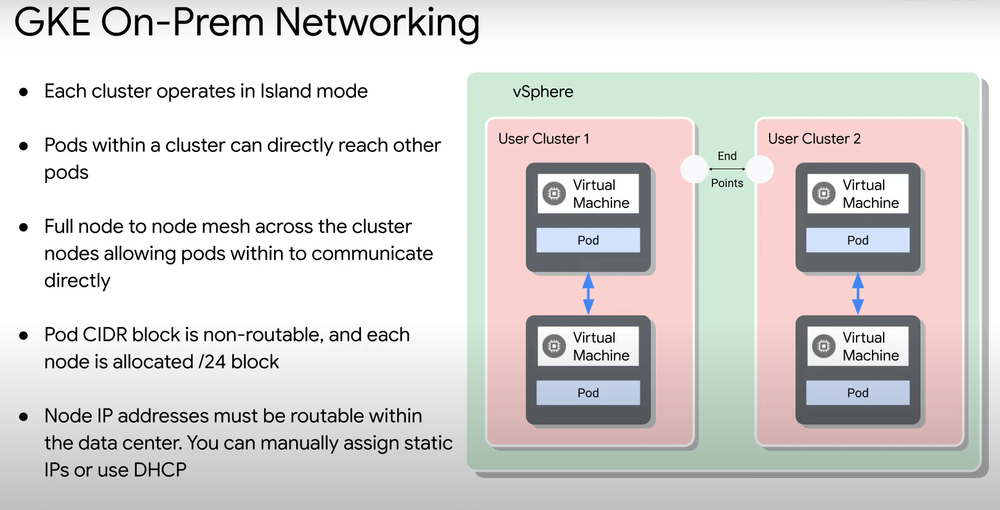 GKE On-Prem Networking
● Each cluster operates in Island mode
● Pods within a cluster can directly reach other
pods
● Full node to node mesh across the cluster
nodes allowing pods within to communicate
directly
● Pod CIDR block is non-routable, and each
node is allocated /24 block
● Node IP addresses must be routable within
the data center. You can manually assign static
IPs or use DHCP
vSphere
User Cluster 1
Virtual
Machine
Pod
Virtual
Machine
Pod
End
Points
User Cluster 2
Virtual
Machine
Pod
Virtual
Machine
Pod